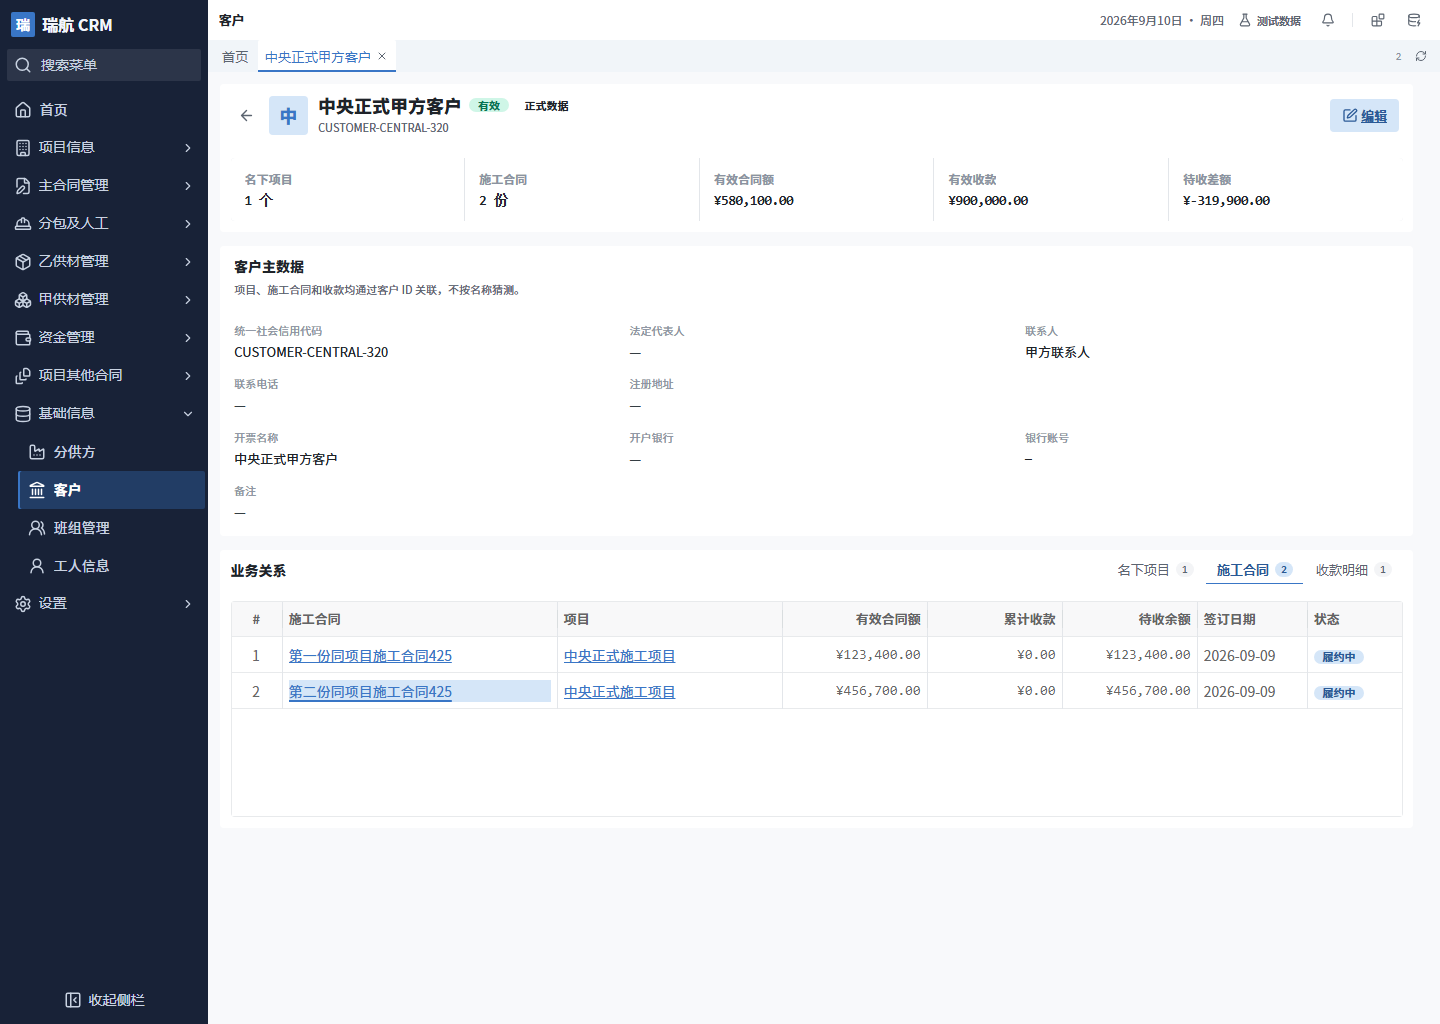 瑞 瑞航 CRM
搜索菜单
首页
项目信息
主合同管理
分包及人工
乙供材管理
甲供材管理
资金管理
项目其他合同
基础信息
分供方
客户
班组管理
工人信息
设置
收起侧栏
客户
2026年9月10日 • 周四 测试数据
首页 中央正式甲方客户 2
中 中央正式甲方客户 有效 正式数据
CUSTOMER-CENTRAL-320
编辑
名下项目 施工合同 有效合同额 有效收款 待收差额
1 个 2 份 ¥580,100.00 ¥900,000.00 ¥-319,900.00
客户主数据
项目、施工合同和收款均通过客户 ID 关联，不按名称猜测。
统一社会信用代码 法定代表人 联系人
CUSTOMER-CENTRAL-320 — 甲方联系人
联系电话 注册地址
— —
开票名称 开户银行 银行账号
中央正式甲方客户 — –
备注
—
业务关系 名下项目 1 施工合同 2 收款明细 1
# 施工合同 项目 有效合同额 累计收款 待收余额 签订日期 状态
1 第一份同项目施工合同425 中央正式施工项目 ¥123,400.00 ¥0.00 ¥123,400.00 2026-09-09 履约中
2 第二份同项目施工合同425 中央正式施工项目 ¥456,700.00 ¥0.00 ¥456,700.00 2026-09-09 履约中